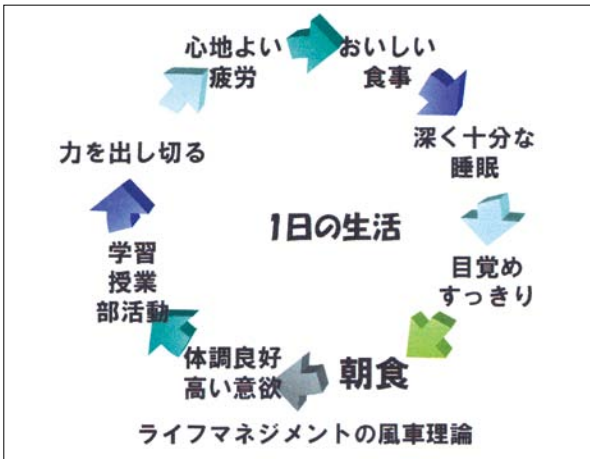 心地よい
疲労
おいしい
食事
深く十分な
睡眠
目覚め
すっきり
朝食
体調良好
高い意欲
学習
授業
部活動
力を出し切る
1日の生活
ライフマネジメントの風車理論